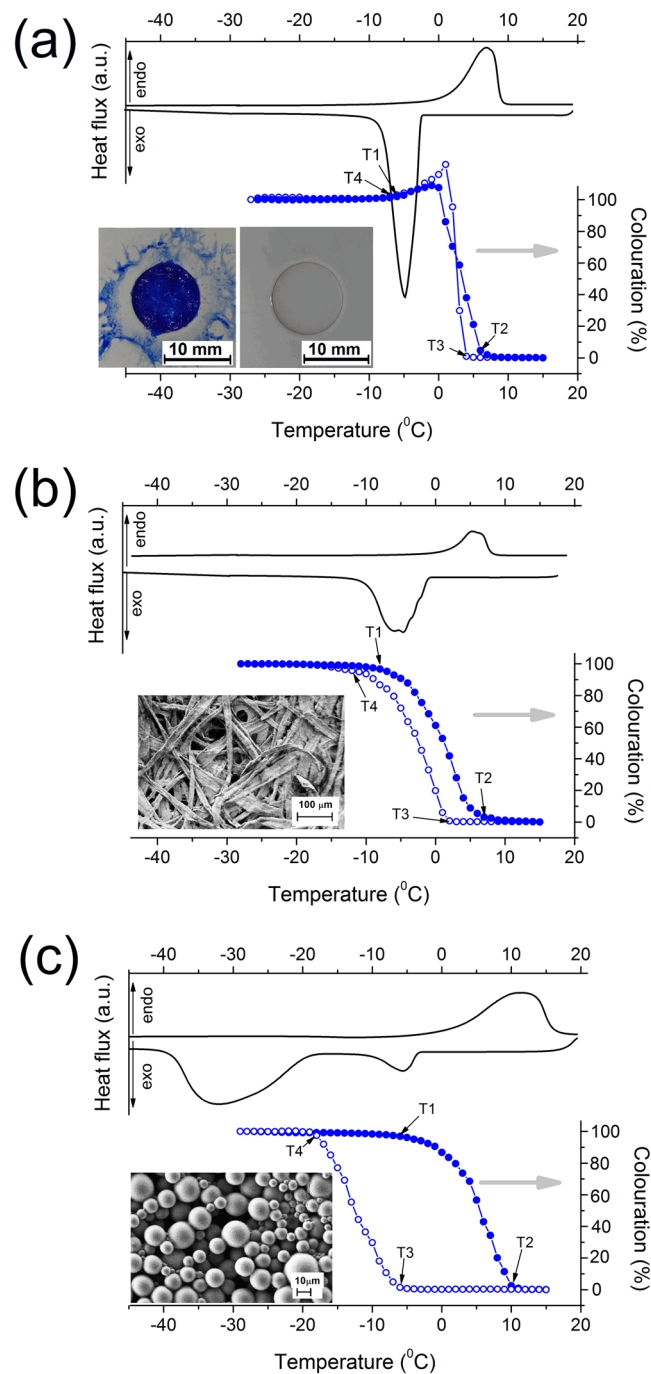 (a)
-40 -30 -20 -10 0 10 20
Heat flux (a.u.)
endo
exo
T1
T4
T2
T3
10 mm
10 mm
100
80
60
40
20
0
Colouration (%)
-40 -30 -20 -10 0 10 20
Temperature (⁰C)
(b)
-40 -30 -20 -10 0 10 20
Heat flux (a.u.)
endo
exo
T1
T4
T2
T3
100 μm
100
80
60
40
20
0
Colouration (%)
-40 -30 -20 -10 0 10 20
Temperature (⁰C)
(c)
-40 -30 -20 -10 0 10 20
Heat flux (a.u.)
endo
exo
T1
T4
T3
T2
10μm
100
80
60
40
20
0
Colouration (%)
-40 -30 -20 -10 0 10 20
Temperature (⁰C)